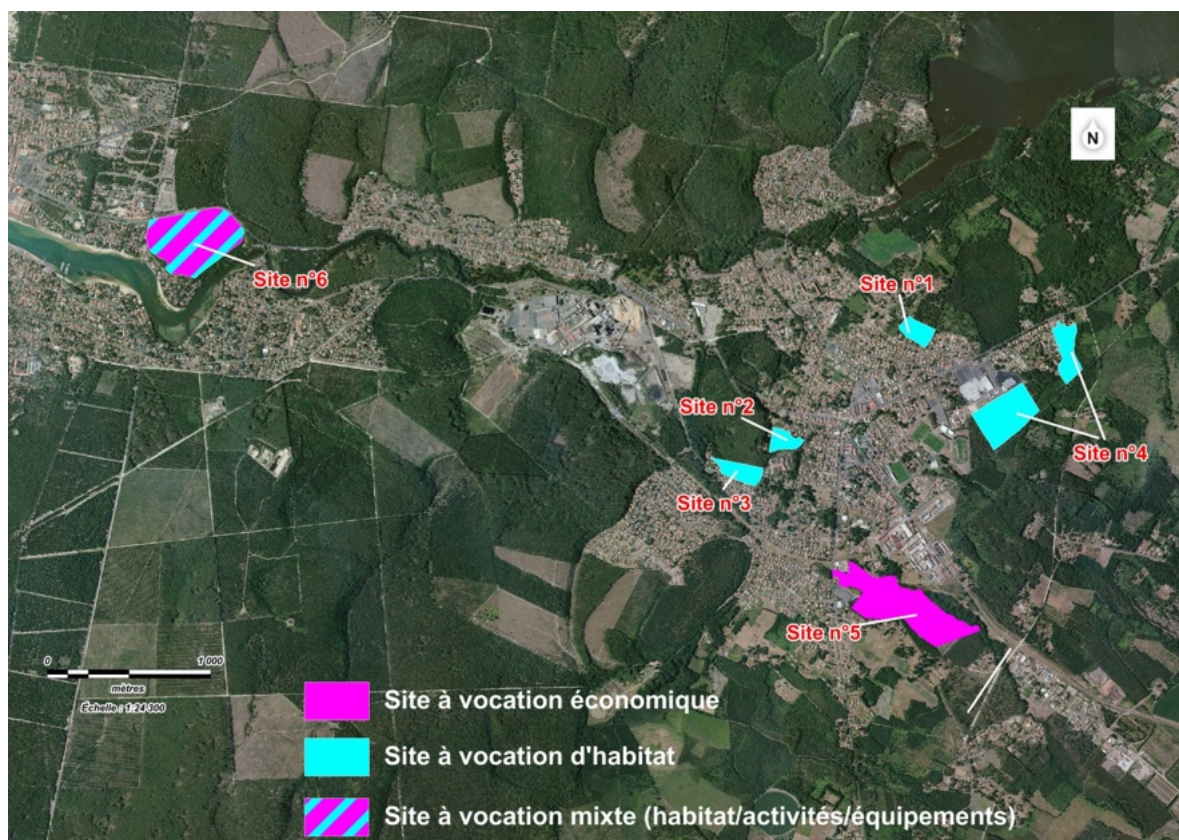 N
Site n°6
Site n°1
Site n°2
Site n°4
Site n°3
Site n°5
0 1 000
mètres
Échelle : 1:24 300
Site à vocation économique
Site à vocation d'habitat
Site à vocation mixte (habitat/activités/équipements)